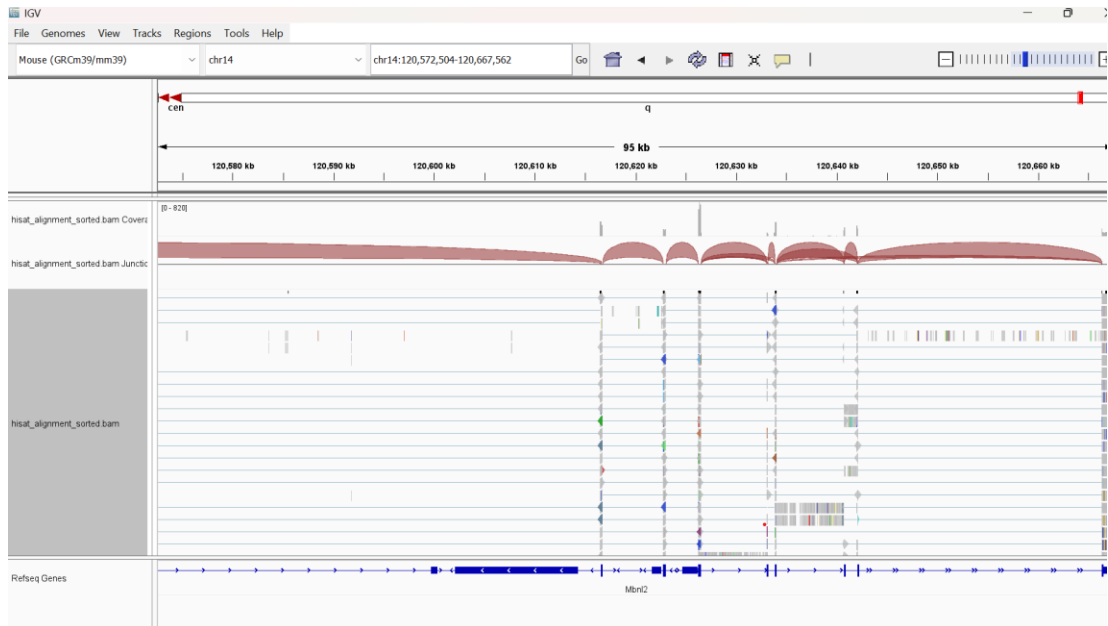 IGV
File Genomes View Tracks Regions Tools Help
Mouse (GRCm39/mm39) chr14 chr14:120,572,504-120,667,562 Go
cen q
95 kb
120,580 kb 120,590 kb 120,600 kb 120,610 kb 120,620 kb 120,630 kb 120,640 kb 120,650 kb 120,660 kb
[0 - 820]
hisat_alignment_sorted.bam Covera
hisat_alignment_sorted.bam Junctic
hisat_alignment_sorted.bam
Refseq Genes
Mbnl2